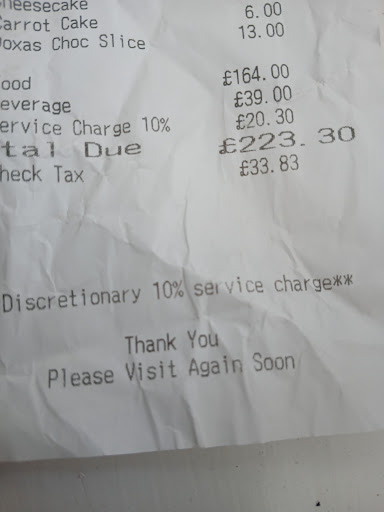 heesecake
arrot Cake 6.00
oxas Choc Slice 13.00
ood £164.00
everage £39.00
ervice Charge 10% £20.30
tal Due £223.30
heck Tax £33.83
Discretionary 10% service charge**
Thank You
Please Visit Again Soon